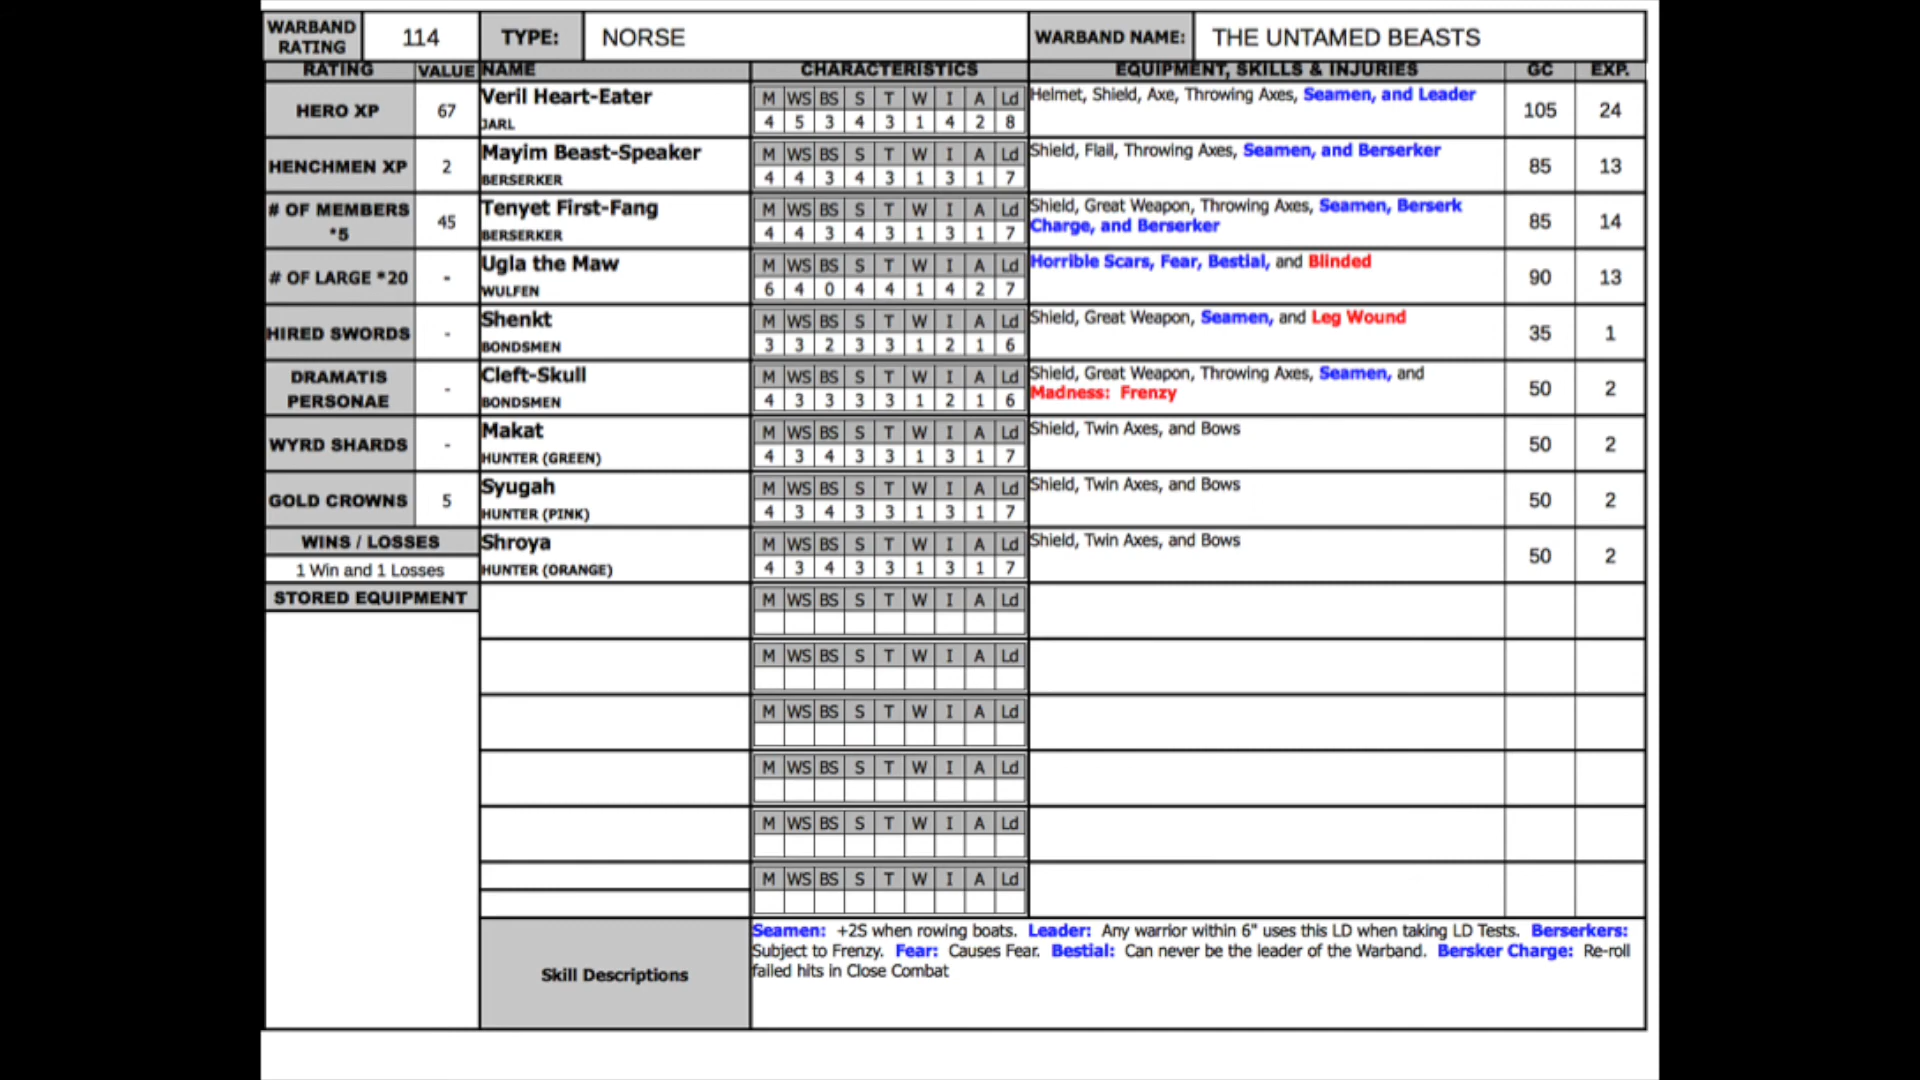 WARBAND RATING 114 TYPE: NORSE WARBAND NAME: THE UNTAMED BEASTS
RATING VALUE NAME CHARACTERISTICS EQUIPMENT, SKILLS & INJURIES GC EXP.
HERO XP 67
Veril Heart-Eater
JARL
M WS BS S T W I A Ld
4 5 3 4 3 1 4 2 8
Helmet, Shield, Axe, Throwing Axes, Seamen, and Leader
105 24
HENCHMEN XP 2
Mayim Beast-Speaker
BERSERKER
M WS BS S T W I A Ld
4 4 3 4 3 1 3 1 7
Shield, Flail, Throwing Axes, Seamen, and Berserker
85 13
# OF MEMBERS
*5
45
Tenyet First-Fang
BERSERKER
M WS BS S T W I A Ld
4 4 3 4 3 1 3 1 7
Shield, Great Weapon, Throwing Axes, Seamen, Berserk
Charge, and Berserker
85 14
# OF LARGE *20 -
Ugla the Maw
WULFEN
M WS BS S T W I A Ld
6 4 0 4 4 1 4 2 7
Horrible Scars, Fear, Bestial, and Blinded
90 13
HIRED SWORDS -
Shenkt
BONDSMEN
M WS BS S T W I A Ld
3 3 2 3 3 1 2 1 6
Shield, Great Weapon, Seamen, and Leg Wound
35 1
DRAMATIS
PERSONAE
-
Cleft-Skull
BONDSMEN
M WS BS S T W I A Ld
4 3 3 3 3 1 2 1 6
Shield, Great Weapon, Throwing Axes, Seamen, and
Madness: Frenzy
50 2
WYRD SHARDS -
Makat
HUNTER (GREEN)
M WS BS S T W I A Ld
4 3 4 3 3 1 3 1 7
Shield, Twin Axes, and Bows
50 2
GOLD CROWNS 5
Syugah
HUNTER (PINK)
M WS BS S T W I A Ld
4 3 4 3 3 1 3 1 7
Shield, Twin Axes, and Bows
50 2
WINS / LOSSES
1 Win and 1 Losses
Shroya
HUNTER (ORANGE)
M WS BS S T W I A Ld
4 3 4 3 3 1 3 1 7
Shield, Twin Axes, and Bows
50 2
STORED EQUIPMENT
M WS BS S T W I A Ld
M WS BS S T W I A Ld
M WS BS S T W I A Ld
M WS BS S T W I A Ld
M WS BS S T W I A Ld
M WS BS S T W I A Ld
Skill Descriptions
Seamen: +2S when rowing boats. Leader: Any warrior within 6" uses this LD when taking LD Tests. Berserkers:
Subject to Frenzy. Fear: Causes Fear. Bestial: Can never be the leader of the Warband. Bersker Charge: Re-roll
failed hits in Close Combat